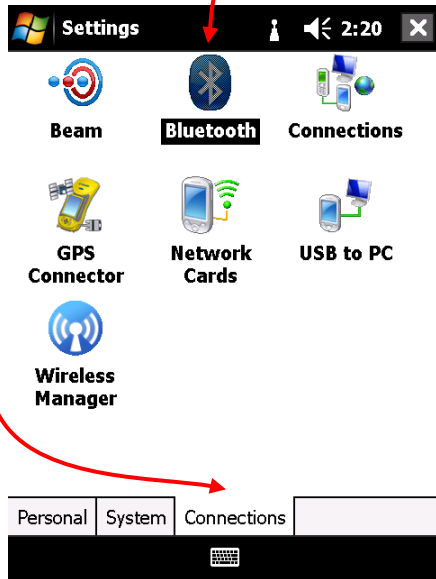 Settings 2:20
Beam Bluetooth Connections
GPS Connector Network Cards USB to PC
Wireless Manager
Personal System Connections